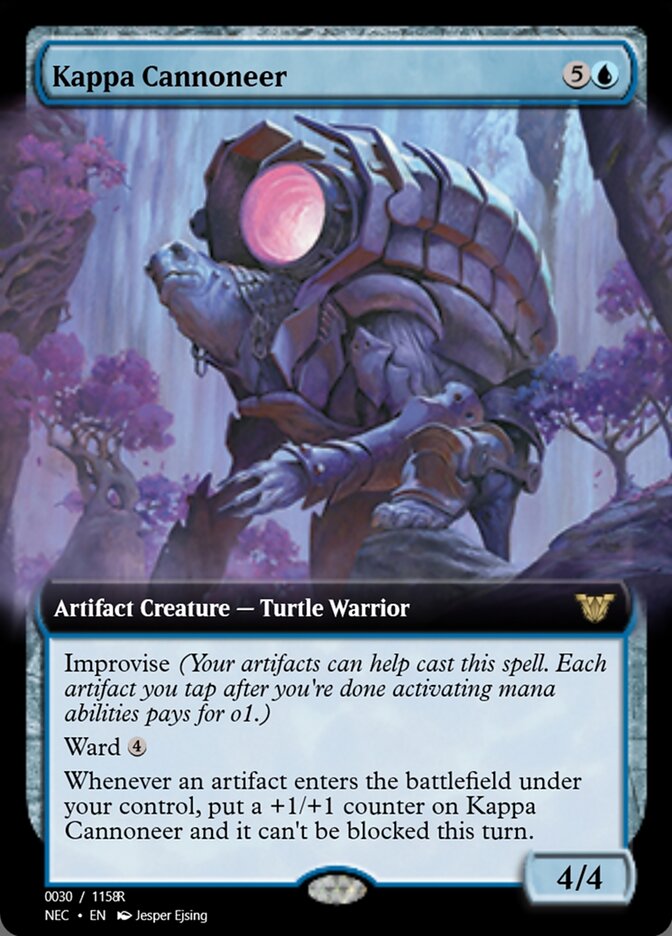 Kappa Cannoneer 5
Artifact Creature — Turtle Warrior
Improvise (Your artifacts can help cast this spell. Each
artifact you tap after you're done activating mana
abilities pays for o1.)
Ward 4
Whenever an artifact enters the battlefield under
your control, put a +1/+1 counter on Kappa
Cannoneer and it can't be blocked this turn.
4/4
0030 / 1158R
NEC • EN Jesper Ejsing